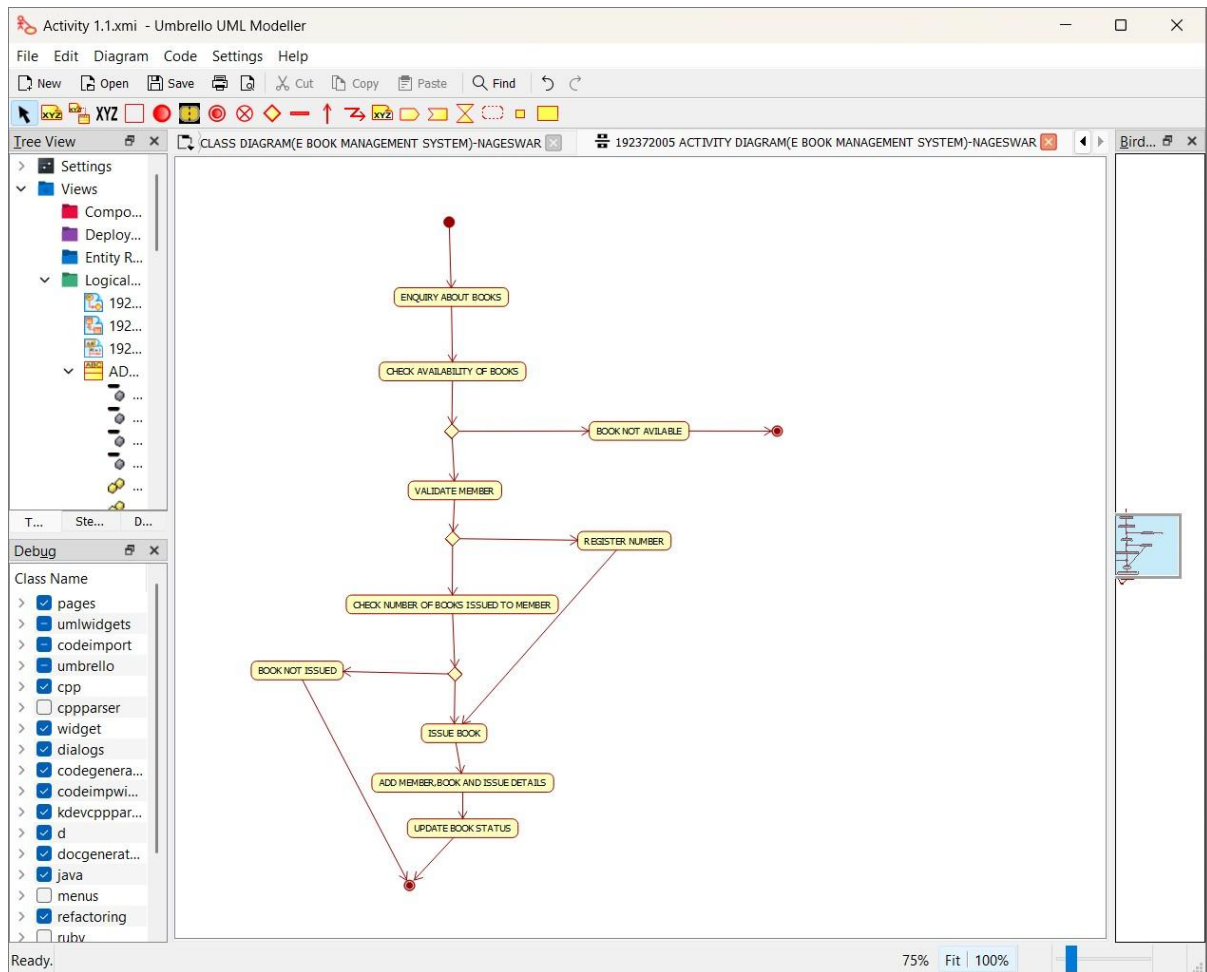 Activity 1.1.xmi - Umbrello UML Modeller
File Edit Diagram Code Settings Help
New Open Save Cut Copy Paste Find
XYZ XYZ XYZ
Tree View
CLASS DIAGRAM(E BOOK MANAGEMENT SYSTEM)-NAGESWAR
192372005 ACTIVITY DIAGRAM(E BOOK MANAGEMENT SYSTEM)-NAGESWAR
Bird...
Settings
Views
Compo...
Deploy...
Entity R...
Logical...
192...
192...
192...
ABC
AD...
...
...
...
...
...
T... Ste... D...
Debug
Class Name
pages
umlwidgets
codeimport
umbrello
cpp
cppparser
widget
dialogs
codegenera...
codeimpwi...
kdevcpppar...
d
docgenerat...
java
menus
refactoring
ruby
ENQUIRY ABOUT BOOKS
CHECK AVAILABILITY OF BOOKS
BOOK NOT AVILABLE
VALIDATE MEMBER
REGISTER NUMBER
CHECK NUMBER OF BOOKS ISSUED TO MEMBER
BOOK NOT ISSUED
ISSUE BOOK
ADD MEMBER,BOOK AND ISSUE DETAILS
UPDATE BOOK STATUS
Ready.
75% Fit 100%